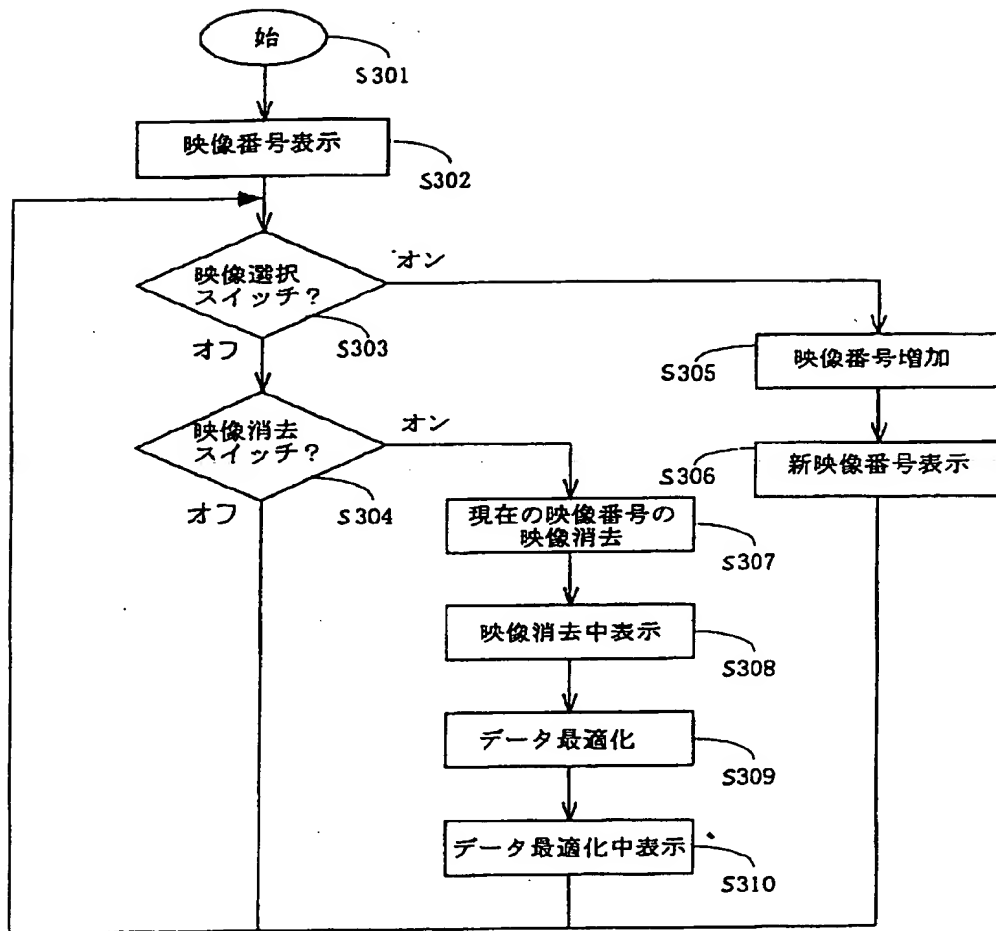 始
S301
映像番号表示
S302
映像選択
スイッチ?
オン
S303
オフ
S305
映像番号増加
映像消去
スイッチ?
オン
S304
オフ
S306
新映像番号表示
現在の映像番号の
映像消去
S307
映像消去中表示
S308
データ最適化
S309
データ最適化中表示
S310